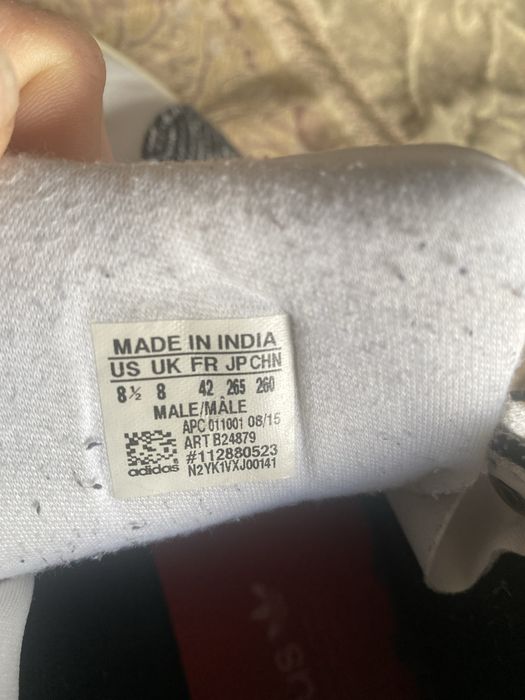 MADE IN INDIA
US UK FR JP CHN
8½ 8 42 265 260
MALE/MÂLE
APC 011001 08/15
ART B24879
#112880523
adidas N2YK1VXJ00141